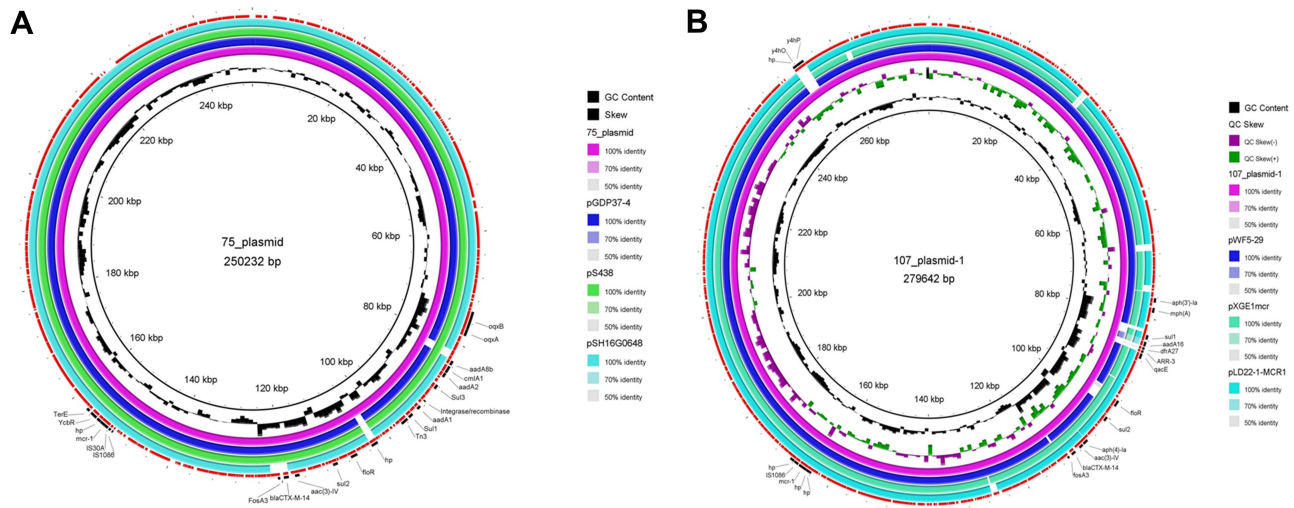 A
240 kbp
20 kbp
220 kbp
40 kbp
200 kbp
60 kbp
75_plasmid
250232 bp
180 kbp
80 kbp
160 kbp
100 kbp
140 kbp
120 kbp
oqxB
oqxA
aadA8b
cmlA1
aadA2
Sul3
Integrase/recombinase
aadA1
Sul1
Tn3
hp
floR
sul2
aac(3)-IV
blaCTX-M-14
FosA3
TerE
YcbR
hp
mcr-1
IS30A
IS1086
GC Content
Skew
75_plasmid
100% identity
70% identity
50% identity
pGDP37-4
100% identity
70% identity
50% identity
pS438
100% identity
70% identity
50% identity
pSH16G0648
100% identity
70% identity
50% identity
B
y4hP
y4hO
hp
260 kbp
20 kbp
240 kbp
40 kbp
220 kbp
60 kbp
107_plasmid-1
279642 bp
200 kbp
80 kbp
180 kbp
100 kbp
160 kbp
120 kbp
140 kbp
aph(3')-Ia
mph(A)
sul1
aadA16
dfrA27
ARR-3
qacE
floR
sul2
aph(4)-Ia
aac(3)-IV
blaCTX-M-14
fosA3
hp
IS1086
mcr-1
hp
hp
GC Content
QC Skew
QC Skew(-)
QC Skew(+)
107_plasmid-1
100% identity
70% identity
50% identity
pWF5-29
100% identity
70% identity
50% identity
pXGE1mcr
100% identity
70% identity
50% identity
pLD22-1-MCR1
100% identity
70% identity
50% identity